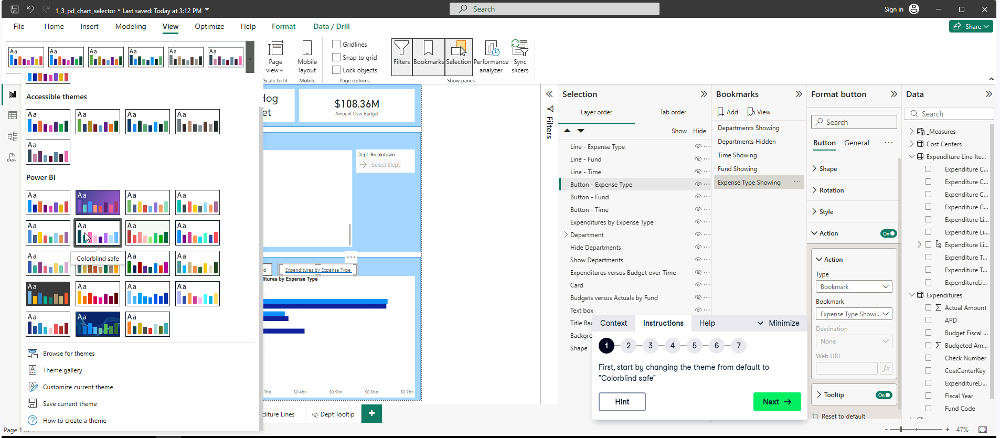 1_3_pd_chart_selector • Last saved: Today at 3:12 PM
Search
Sign in
File
Home
Insert
Modeling
View
Optimize
Help
Format
Data / Drill
Share
Aa
Aa
Aa
Aa
Aa
Aa
Page view
Scale to fit
Mobile layout
Mobile
Gridlines
Snap to grid
Lock objects
Page options
Filters
Bookmarks
Selection
Performance analyzer
Sync slicers
Show panes
Accessible themes
Aa
Aa
Aa
Aa
Aa
Power BI
Aa
Aa
Aa
Aa
Aa
Aa
Aa
Aa
Aa
Colorblind safe
Aa
Aa
Aa
Aa
Aa
Aa
Aa
Aa
Aa
Browse for themes
Theme gallery
Customize current theme
Save current theme
How to create a theme
Page 1
$108.36M
Amount Over Budget
Dept. Breakdown
Select Dept
Expenditures by Expense Type
itures by Expense Type
$0.4bn
$0.5bn
$0.6bn
$0.7bn
diture Lines
Dept Tooltip
+
Filters
Selection
Layer order
Tab order
Show
Hide
Line - Expense Type
Line - Fund
Line - Time
Button - Expense Type
Button - Fund
Button - Time
Expenditures by Expense Type
Department
Hide Departments
Show Departments
Expenditures versus Budget over Time
Card
Budgets versus Actuals by Fund
Text box
Title Bac
Backgro
Shape
Bookmarks
Add
View
Departments Showing
Departments Hidden
Time Showing
Fund Showing
Expense Type Showing
Format button
Search
Button
General
Shape
Rotation
Style
Action
On
Action
Type
Bookmark
Bookmark
Expense Type Showi...
Destination
None
Web URL
fx
Tooltip
On
Reset to default
Data
Search
_Measures
Cost Centers
Expenditure Line Ite...
Expenditure C...
Expenditure C...
Expenditure C...
Expenditure C...
Expenditure Li...
Expenditure Li...
Expenditure Li...
Expenditure T...
Expenditure T...
ExpenditureLi...
Expenditures
Actual Amount
APD
Budget Fiscal ...
Budgeted Am...
Check Number
CostCenterKey
ExpenditureLi...
Fiscal Year
Fund Code
Context
Instructions
Help
Minimize
1
2
3
4
5
6
7
First, start by changing the theme from default to
"Colorblind safe"
Hint
Next
47%